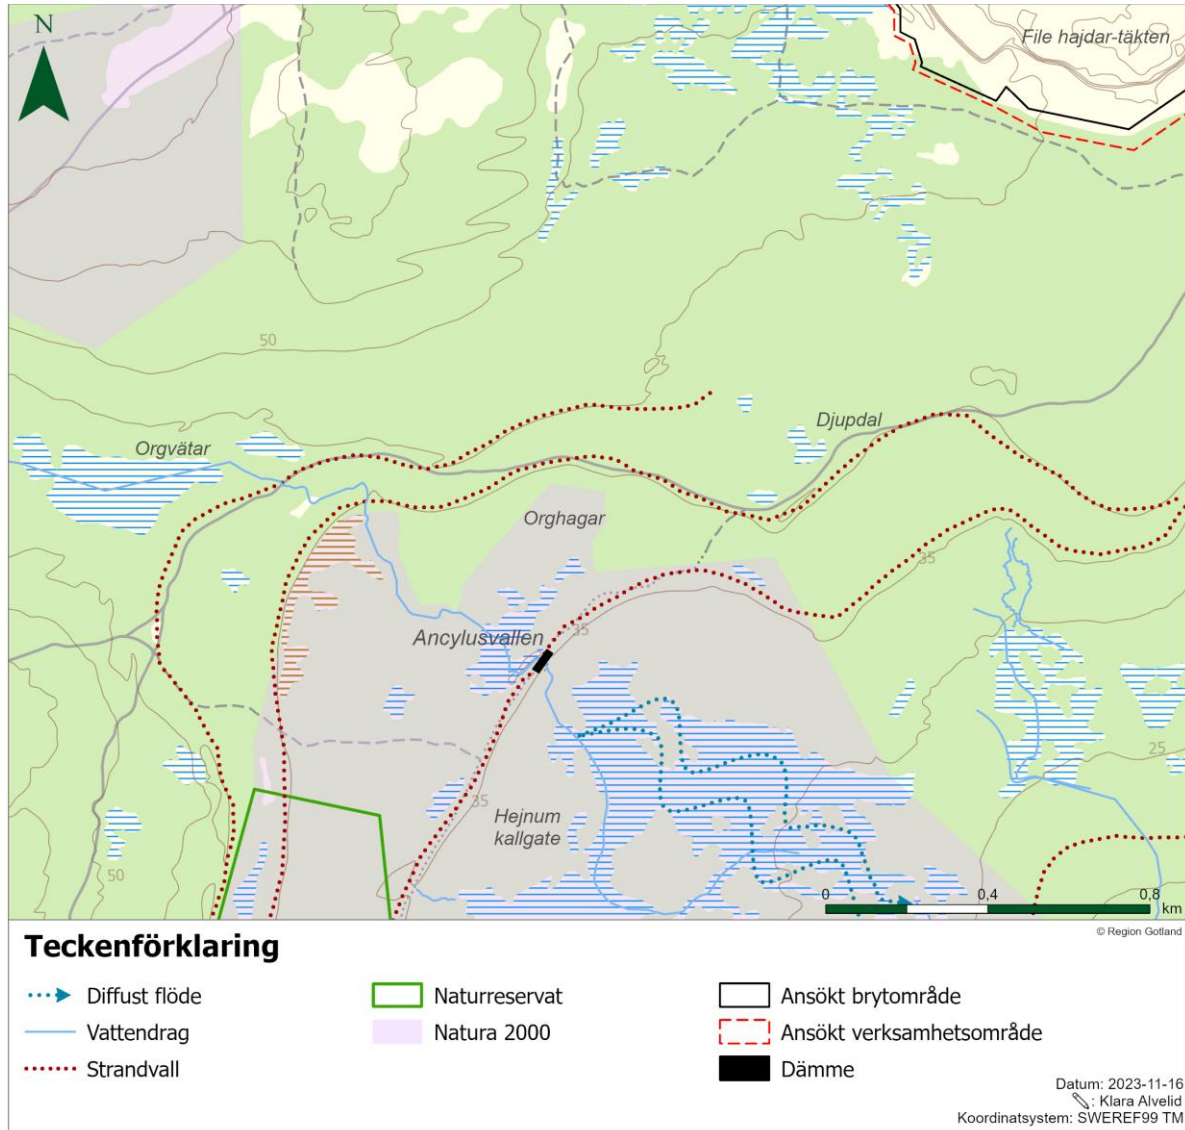 N
File hajdar-täkten
50
Djupdal
Orgvätar
Orghagar
35
Ancylusvallen
35
25
35
Hejnum
kallgate
50
0 0,4 0,8
km
© Region Gotland
Teckenförklaring
Diffust flöde
Vattendrag
Strandvall
Naturreservat
Natura 2000
Ansökt brytområde
Ansökt verksamhetsområde
Dämme
Datum: 2023-11-16
: Klara Alvelid
Koordinatsystem: SWEREF99 TM